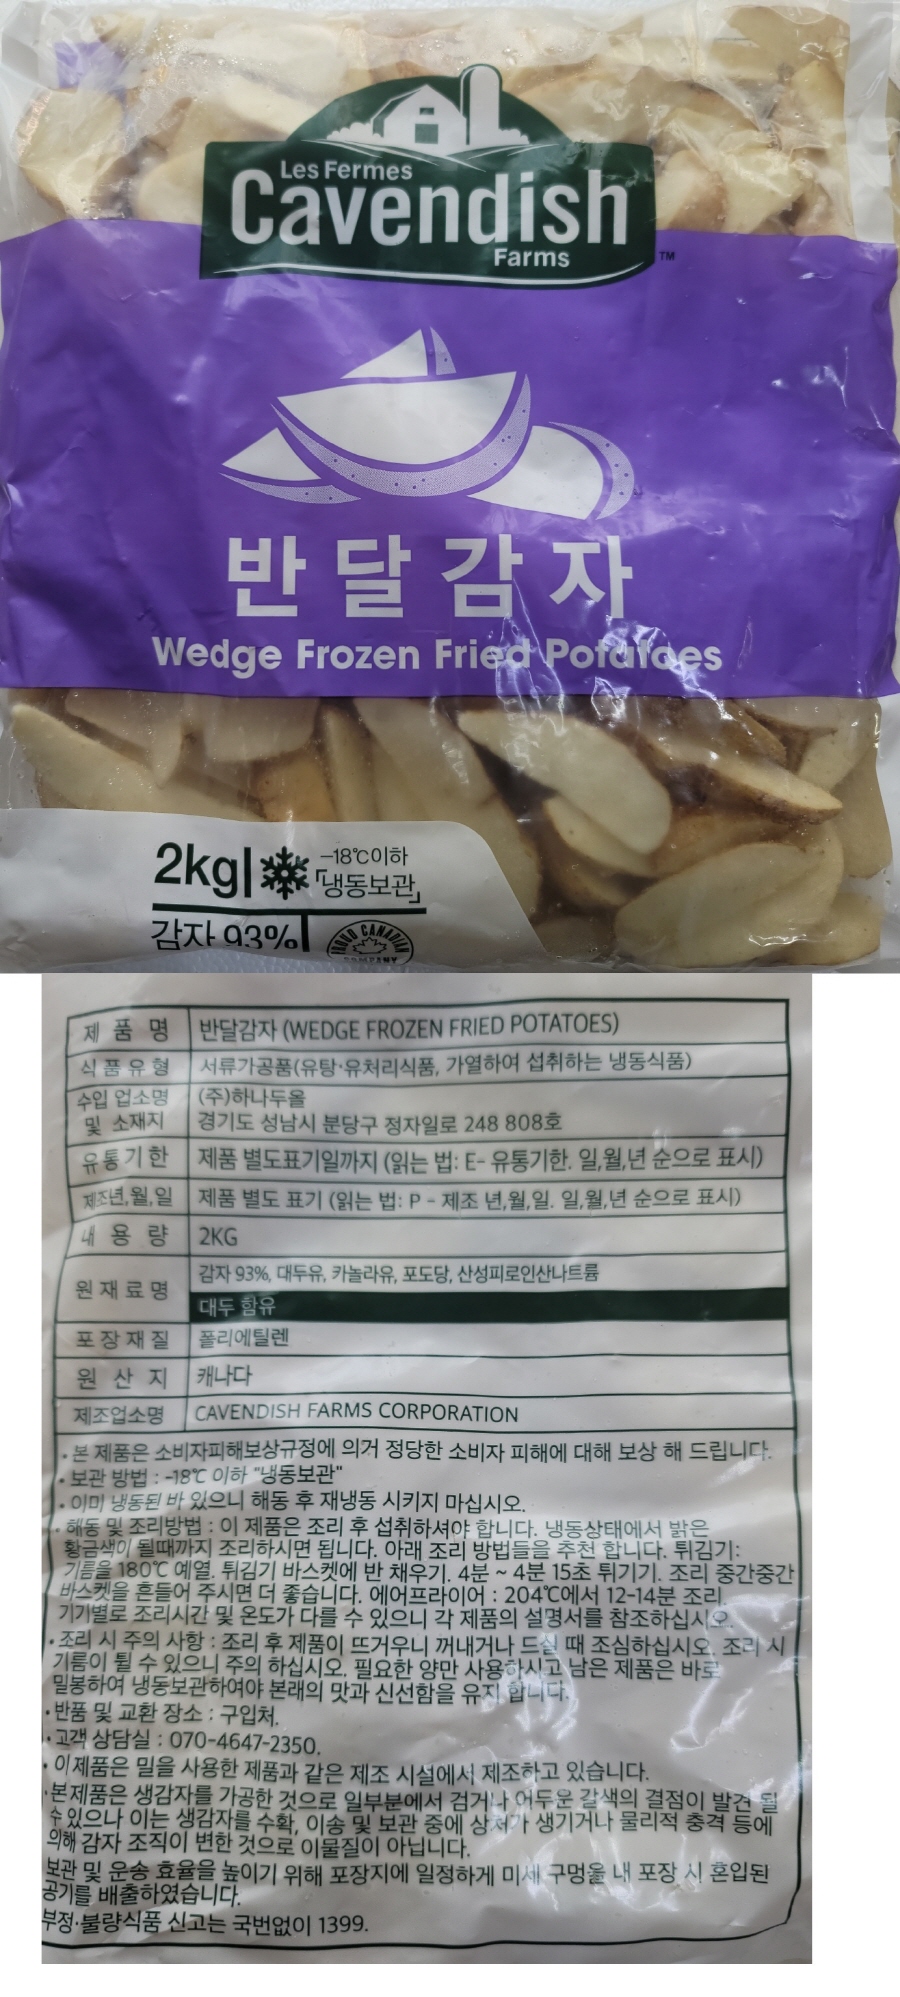 Les Fermes
Cavendish
Farms
TM
반달감자
Wedge Frozen Fried Potatoes
2kg
-18℃이하
「냉동보관」
감자 93%
PROUD CANADIAN
COMPANY
제 품 명 반달감자 (WEDGE FROZEN FRIED POTATOES)
식품유형 서류가공품(유탕·유처리식품, 가열하여 섭취하는 냉동식품)
수입 업소명 (주)하나두올
및 소재지 경기도 성남시 분당구 정자일로 248 808호
유통기한 제품 별도표기일까지 (읽는 법: E- 유통기한. 일,월,년 순으로 표시)
제조년,월,일 제품 별도 표기 (읽는 법: P - 제조 년,월,일. 일,월,년 순으로 표시)
내 용 량 2KG
원재료명 감자 93%, 대두유, 카놀라유, 포도당, 산성피로인산나트륨
대두 함유
포장재질 폴리에틸렌
원 산 지 캐나다
제조업소명 CAVENDISH FARMS CORPORATION
· 본 제품은 소비자피해보상규정에 의거 정당한 소비자 피해에 대해 보상 해 드립니다.
· 보관 방법 : -18℃ 이하 "냉동보관"
· 이미 냉동된 바 있으니 해동 후 재냉동 시키지 마십시오.
· 해동 및 조리방법 : 이 제품은 조리 후 섭취하셔야 합니다. 냉동상태에서 밝은
황금색이 될때까지 조리하시면 됩니다. 아래 조리 방법들을 추천 합니다. 튀김기:
기름을 180℃ 예열. 튀김기 바스켓에 반 채우기. 4분 ~ 4분 15초 튀기기. 조리 중간중간
바스켓을 흔들어 주시면 더 좋습니다. 에어프라이어 : 204℃에서 12-14분 조리.
기기별로 조리시간 및 온도가 다를 수 있으니 각 제품의 설명서를 참조하십시오.
· 조리 시 주의 사항 : 조리 후 제품이 뜨거우니 꺼내거나 드실 때 조심하십시오. 조리 시
기름이 튈 수 있으니 주의 하십시오. 필요한 양만 사용하시고 남은 제품은 바로
밀봉하여 냉동보관하여야 본래의 맛과 신선함을 유지 합니다.
· 반품 및 교환 장소 : 구입처.
· 고객 상담실 : 070-4647-2350.
· 이제품은 밀을 사용한 제품과 같은 제조 시설에서 제조하고 있습니다.
· 본제품은 생감자를 가공한 것으로 일부분에서 검거나 어두운 갈색의 결점이 발견 될
수 있으나 이는 생감자를 수확, 이송 및 보관 중에 상처가 생기거나 물리적 충격 등에
의해 감자 조직이 변한 것으로 이물질이 아닙니다.
보관 및 운송 효율을 높이기 위해 포장지에 일정하게 미세 구멍을 내 포장 시 혼입된
공기를 배출하였습니다.
부정·불량식품 신고는 국번없이 1399.